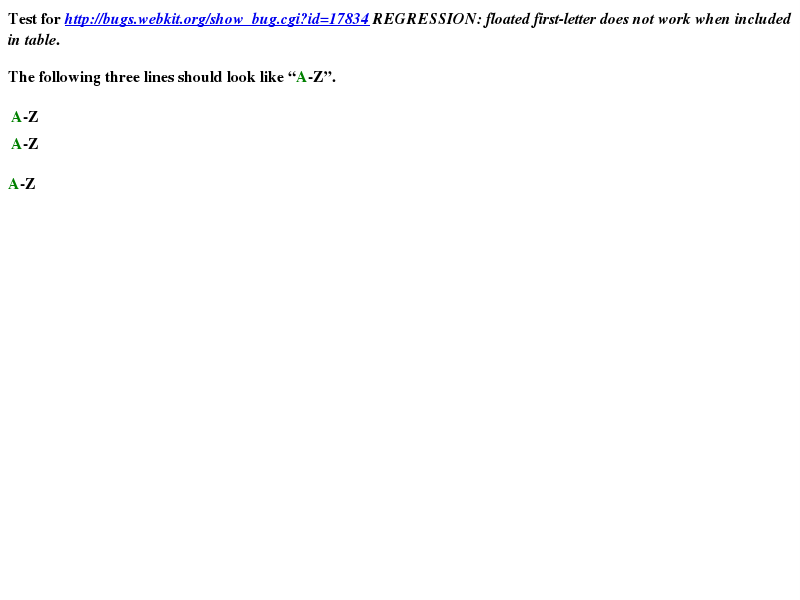 Test for http://bugs.webkit.org/show_bug.cgi?id=17834 REGRESSION: floated first-letter does not work when included
in table.
The following three lines should look like “A-Z”.
A-Z
A-Z
A-Z